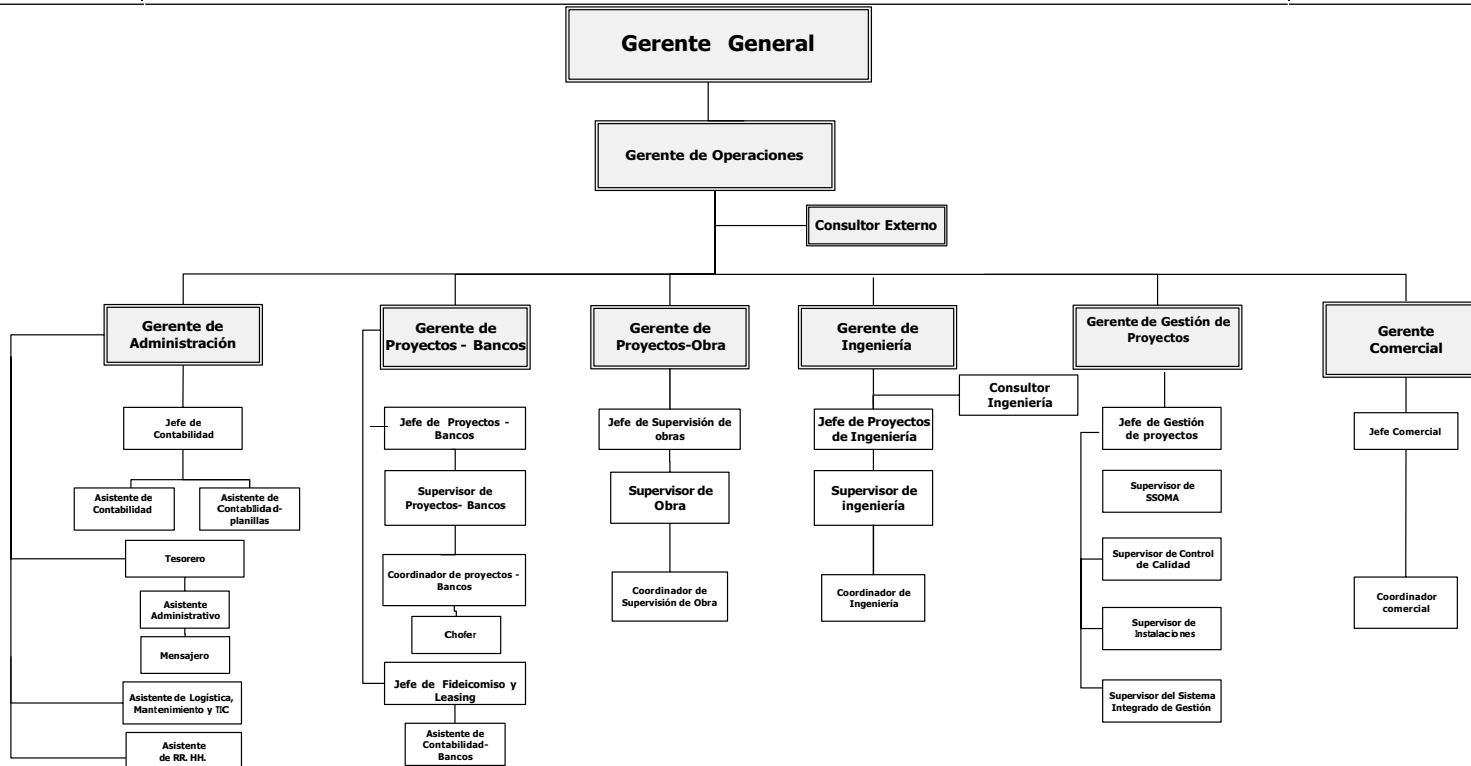 Gerente General
Gerente de Operaciones
Consultor Externo
Gerente de
Administración
Gerente de
Proyectos - Bancos
Gerente de
Proyectos-Obra
Gerente de
Ingeniería
Gerente de Gestión de
Proyectos
Gerente
Comercial
Consultor
Ingeniería
Jefe de
Contabilidad
Jefe de Proyectos -
Bancos
Jefe de Supervisión de
obras
Jefe de Proyectos
de Ingeniería
Jefe de Gestión
de proyectos
Jefe Comercial
Asistente de
Contabilidad
Asistente de
Contabilidad-
planillas
Supervisor de
Proyectos- Bancos
Supervisor de
Obra
Supervisor de
ingeniería
Supervisor de
SSOMA
Tesorero
Coordinador de proyectos -
Bancos
Coordinador de
Supervisión de Obra
Coordinador de
Ingeniería
Supervisor de Control
de Calidad
Coordinador
comercial
Asistente
Administrativo
Chofer
Supervisor de
Instalaciones
Mensajero
Jefe de Fideicomiso y
Leasing
Asistente de Logística,
Mantenimiento y TIC
Supervisor del Sistema
Integrado de Gestión
Asistente
de RR. HH.
Asistente de
Contabilidad-
Bancos